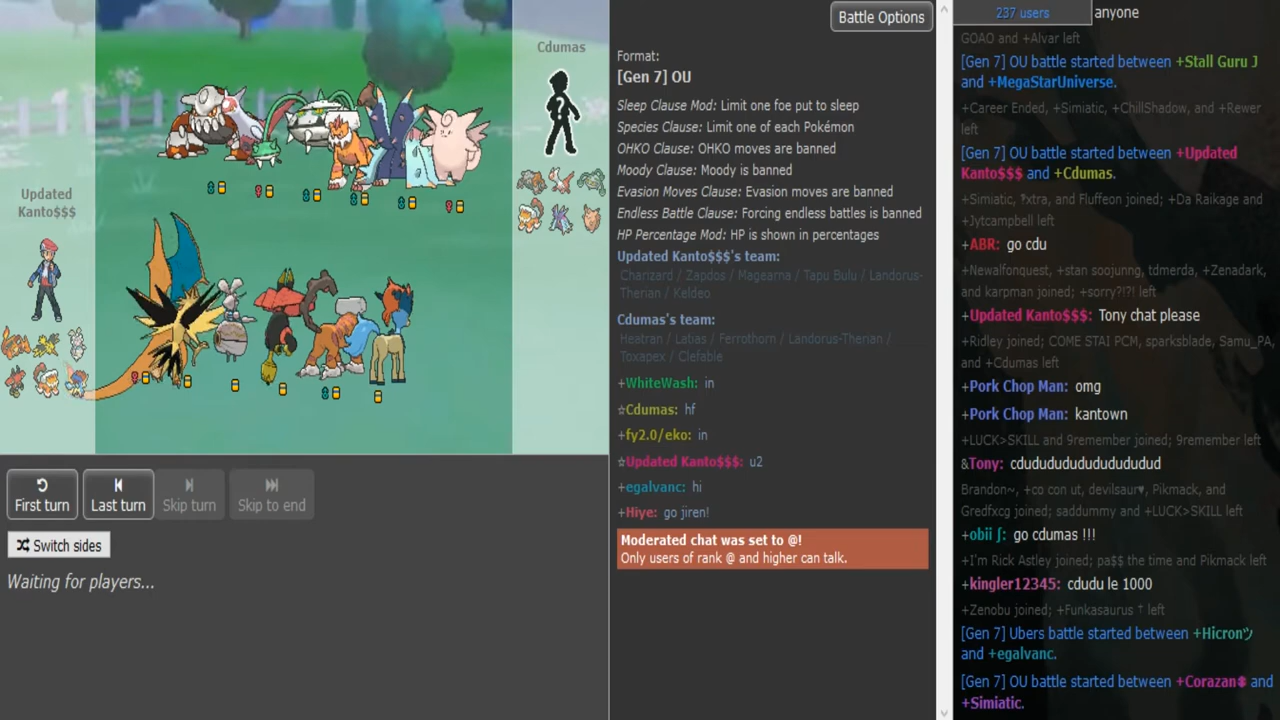 Updated
Kanto$$$
Cdumas
First turn
Last turn
Skip turn
Skip to end
Switch sides
Waiting for players...
Battle Options
Format:
[Gen 7] OU
Sleep Clause Mod: Limit one foe put to sleep
Species Clause: Limit one of each Pokémon
OHKO Clause: OHKO moves are banned
Moody Clause: Moody is banned
Evasion Moves Clause: Evasion moves are banned
Endless Battle Clause: Forcing endless battles is banned
HP Percentage Mod: HP is shown in percentages
Updated Kanto$$$'s team:
Charizard / Zapdos / Magearna / Tapu Bulu / Landorus-
Therian / Keldeo
Cdumas's team:
Heatran / Latias / Ferrothorn / Landorus-Therian /
Toxapex / Clefable
+WhiteWash: in
☆Cdumas: hf
+fy2.0/eko: in
☆Updated Kanto$$$: u2
+egalvanc: hi
+Hiye: go jiren!
Moderated chat was set to @!
Only users of rank @ and higher can talk.
237 users
anyone
GOAO and +Alvar left
[Gen 7] OU battle started between +Stall Guru J
and +MegaStarUniverse.
+Career Ended, +Simiatic, +ChillShadow, and +Rewer
left
[Gen 7] OU battle started between +Updated
Kanto$$$ and +Cdumas.
+Simiatic, ‽xtra, and Fluffeon joined; +Da Raikage and
+Jytcampbell left
+ABR: go cdu
+Newalfonquest, +stan soojunng, tdmerda, +Zenadark,
and karpman joined; +sorry?!?! left
+Updated Kanto$$$: Tony chat please
+Ridley joined; COME STAI PCM, sparksblade, Samu_PA,
and +Cdumas left
+Pork Chop Man: omg
+Pork Chop Man: kantown
+LUCK>SKILL and 9remember joined; 9remember left
&Tony: cdudududududududud
Brandon~, +co con ut, devilsaur♥, Pikmack, and
Gredfxcg joined; saddummy and +LUCK>SKILL left
+obii ʃ: go cdumas !!!
+I'm Rick Astley joined; pa$$ the time and Pikmack left
+kingler12345: cdudu le 1000
+Zenobu joined; +Funkasaurus † left
[Gen 7] Ubers battle started between +Hicronツ
and +egalvanc.
[Gen 7] OU battle started between +Corazan❅ and
+Simiatic.